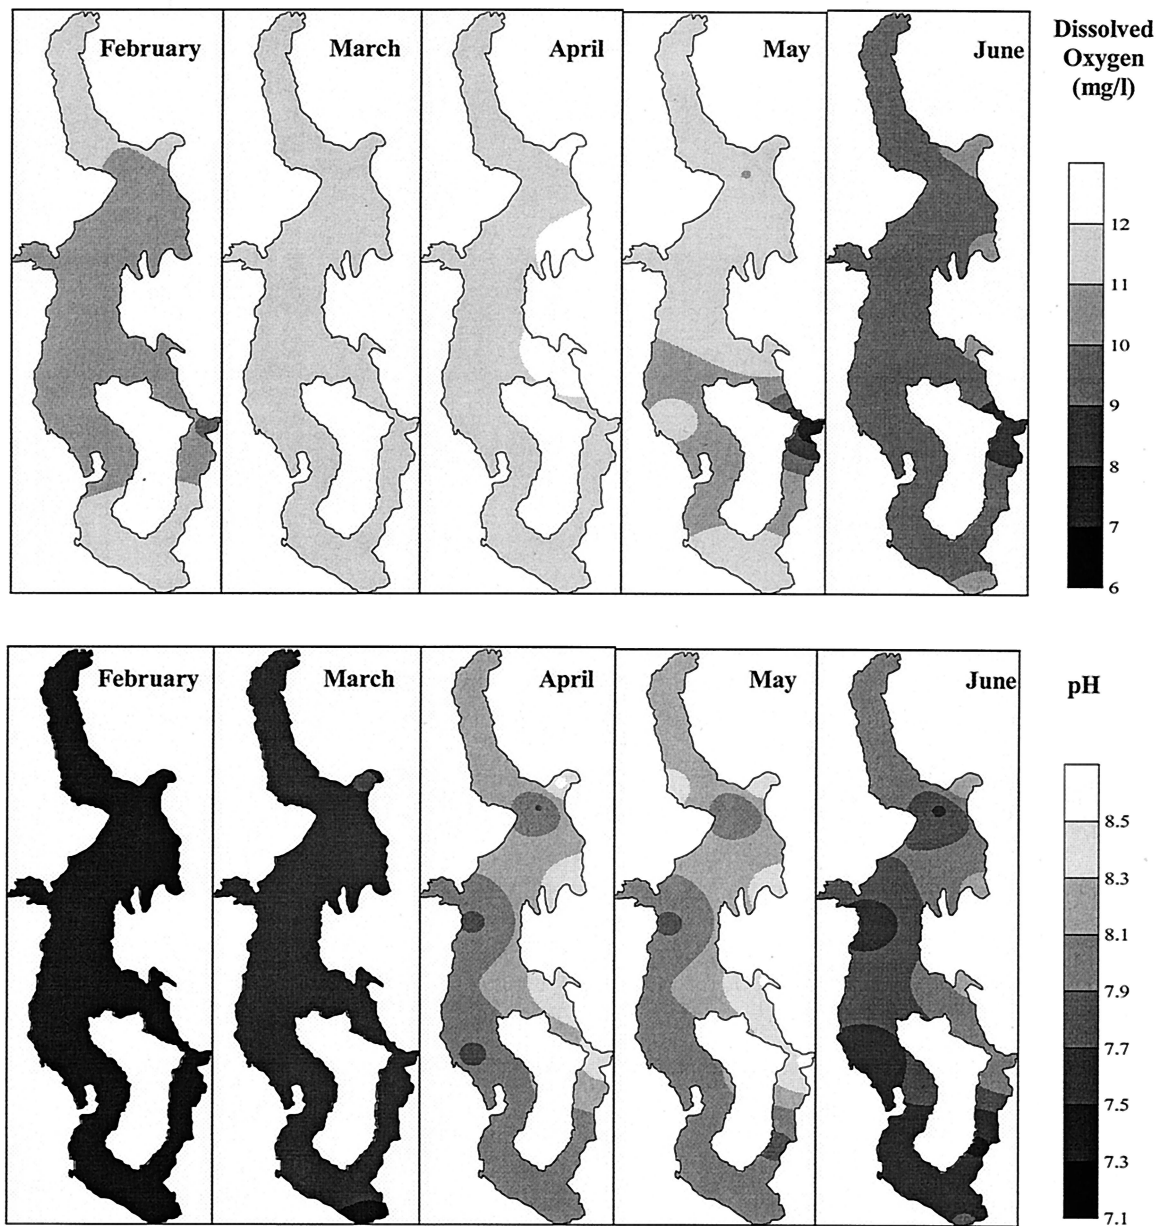 February
March
April
May
June
Dissolved
Oxygen
(mg/l)
12
11
10
9
8
7
6
February
March
April
May
June
pH
8.5
8.3
8.1
7.9
7.7
7.5
7.3
7.1